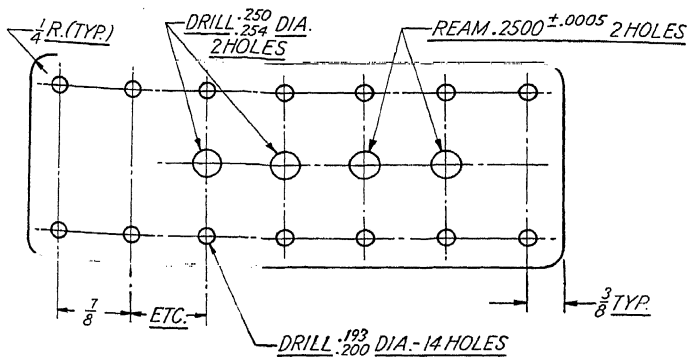 1/4 R.(TYP.)
DRILL .250/.254 DIA.
2 HOLES
REAM .2500 ±.0005 2 HOLES
7/8
ETC.
3/8 TYP.
DRILL .193/.200 DIA.-14 HOLES